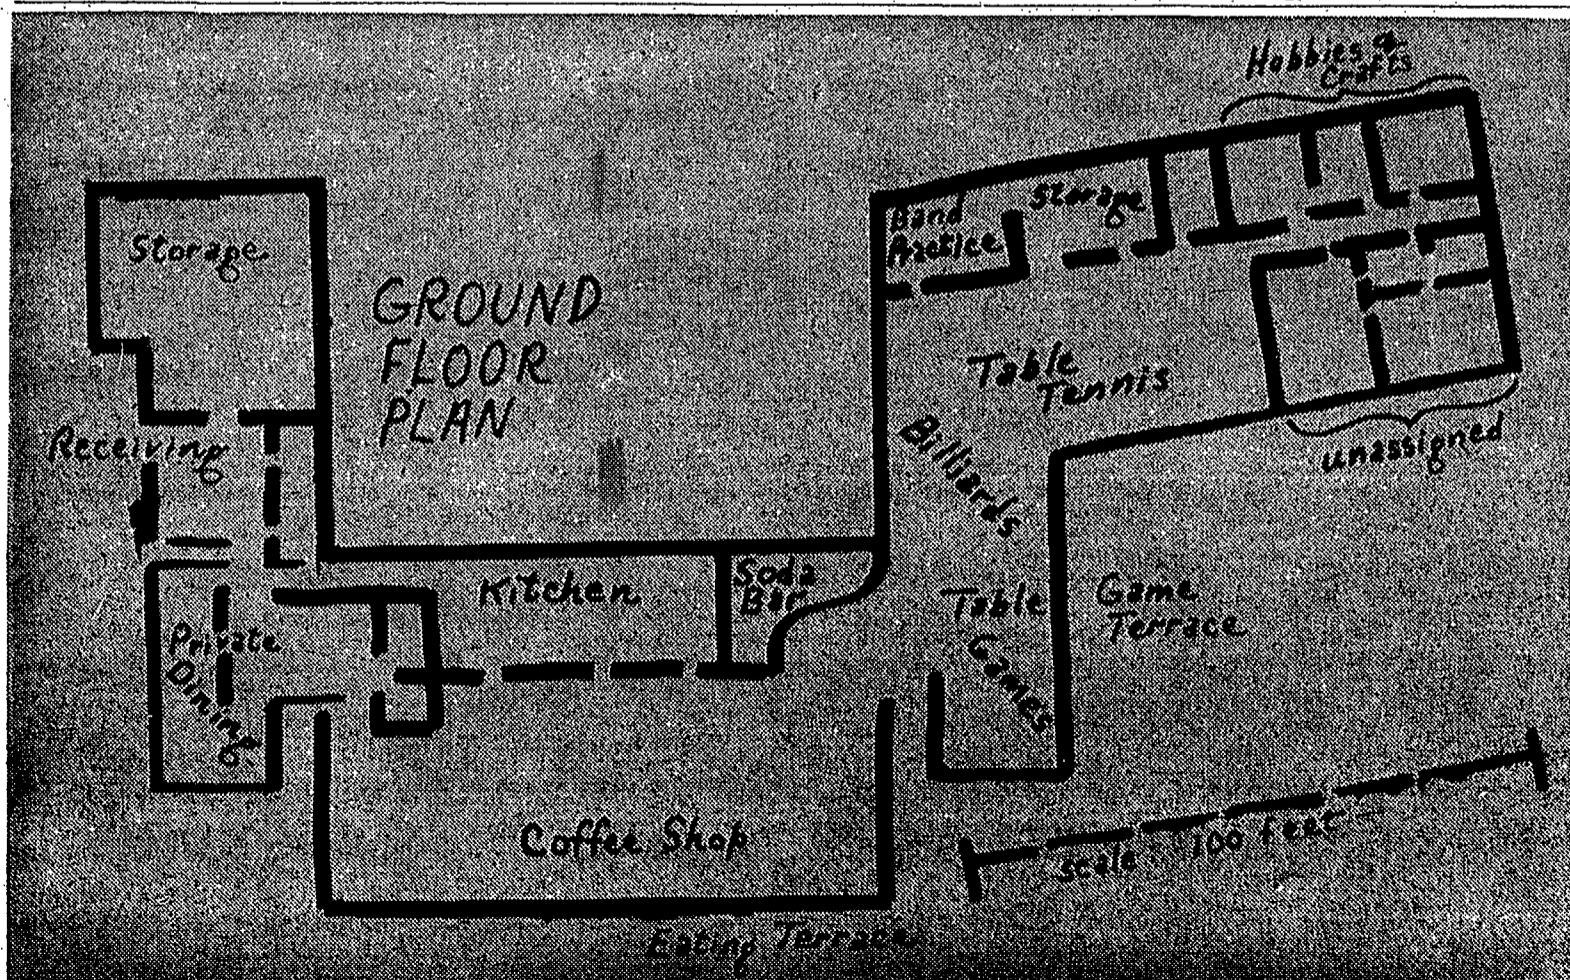 Hobbies &
Crafts
Storage
Band
Practice
Storage
GROUND
FLOOR
PLAN
Table
Tennis
Receiving
Billiards
unassigned
Kitchen
Soda
Bar
Table
Games
Game
Terrace
Private
Dining
Coffee Shop
scale - 100 feet
Eating Terrace